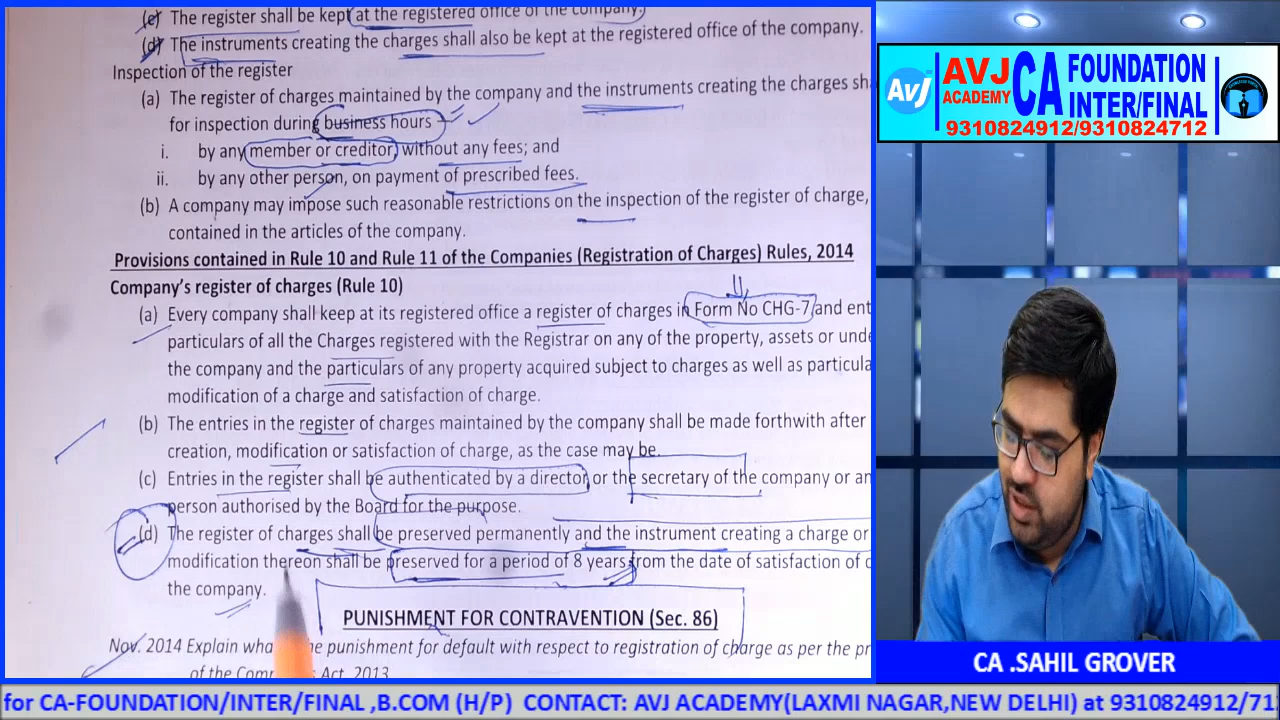 (c) The register shall be kept at the registered office of the company.
(d) The instruments creating the charges shall also be kept at the registered office of the company.
Inspection of the register
(a) The register of charges maintained by the company and the instruments creating the charges sha
for inspection during business hours
i. by any member or creditor without any fees; and
ii. by any other person, on payment of prescribed fees.
(b) A company may impose such reasonable restrictions on the inspection of the register of charge,
contained in the articles of the company.
Provisions contained in Rule 10 and Rule 11 of the Companies (Registration of Charges) Rules, 2014
Company's register of charges (Rule 10)
(a) Every company shall keep at its registered office a register of charges in Form No CHG-7 and ent
particulars of all the Charges registered with the Registrar on any of the property, assets or unde
the company and the particulars of any property acquired subject to charges as well as particula
modification of a charge and satisfaction of charge.
(b) The entries in the register of charges maintained by the company shall be made forthwith after
creation, modification or satisfaction of charge, as the case may be.
(c) Entries in the register shall be authenticated by a director or the secretary of the company or an
person authorised by the Board for the purpose.
(d) The register of charges shall be preserved permanently and the instrument creating a charge or
modification thereon shall be preserved for a period of 8 years from the date of satisfaction of c
the company.
PUNISHMENT FOR CONTRAVENTION (Sec. 86)
Nov. 2014 Explain wha the punishment for default with respect to registration of charge as per the pr
of the Com s Act, 2013
AVJ
AVJ ACADEMY
CA FOUNDATION
INTER/FINAL
9310824912/9310824712
CA .SAHIL GROVER
for CA-FOUNDATION/INTER/FINAL ,B.COM (H/P) CONTACT: AVJ ACADEMY(LAXMI NAGAR,NEW DELHI) at 9310824912/71